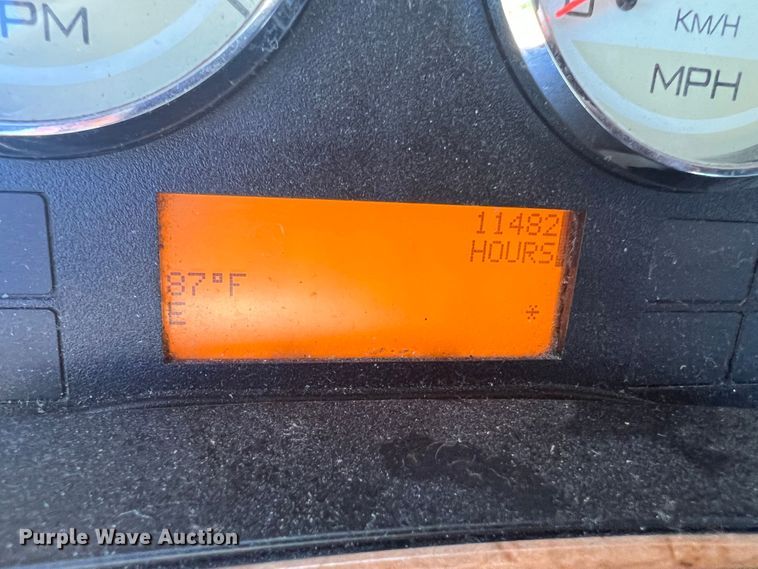 PM
KM/H
MPH
11482
HOURS
87°F
E *
Purple Wave Auction